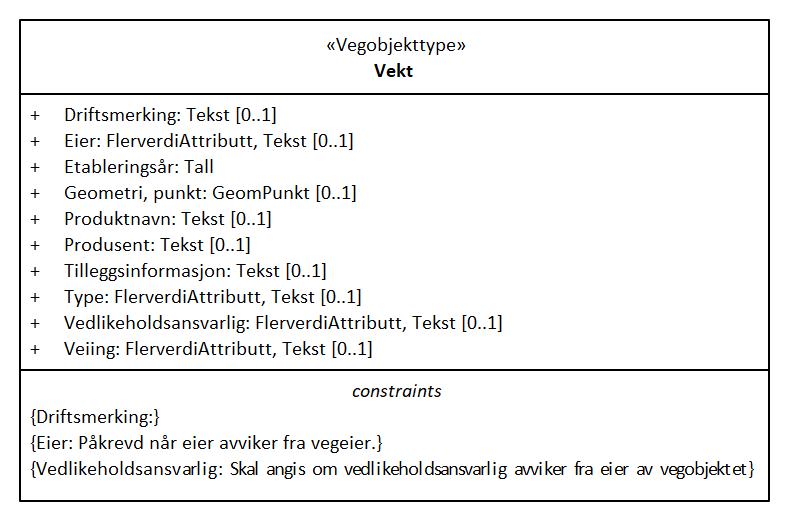 «Vegobjekttype»
Vekt
+ Driftsmerking: Tekst [0..1]
+ Eier: FlerverdiAttributt, Tekst [0..1]
+ Etableringsår: Tall
+ Geometri, punkt: GeomPunkt [0..1]
+ Produktnavn: Tekst [0..1]
+ Produsent: Tekst [0..1]
+ Tilleggsinformasjon: Tekst [0..1]
+ Type: FlerverdiAttributt, Tekst [0..1]
+ Vedlikeholdsansvarlig: FlerverdiAttributt, Tekst [0..1]
+ Veiing: FlerverdiAttributt, Tekst [0..1]
constraints
{Driftsmerking:}
{Eier: Påkrevd når eier avviker fra vegeier.}
{Vedlikeholdsansvarlig: Skal angis om vedlikeholdsansvarlig avviker fra eier av vegobjektet}